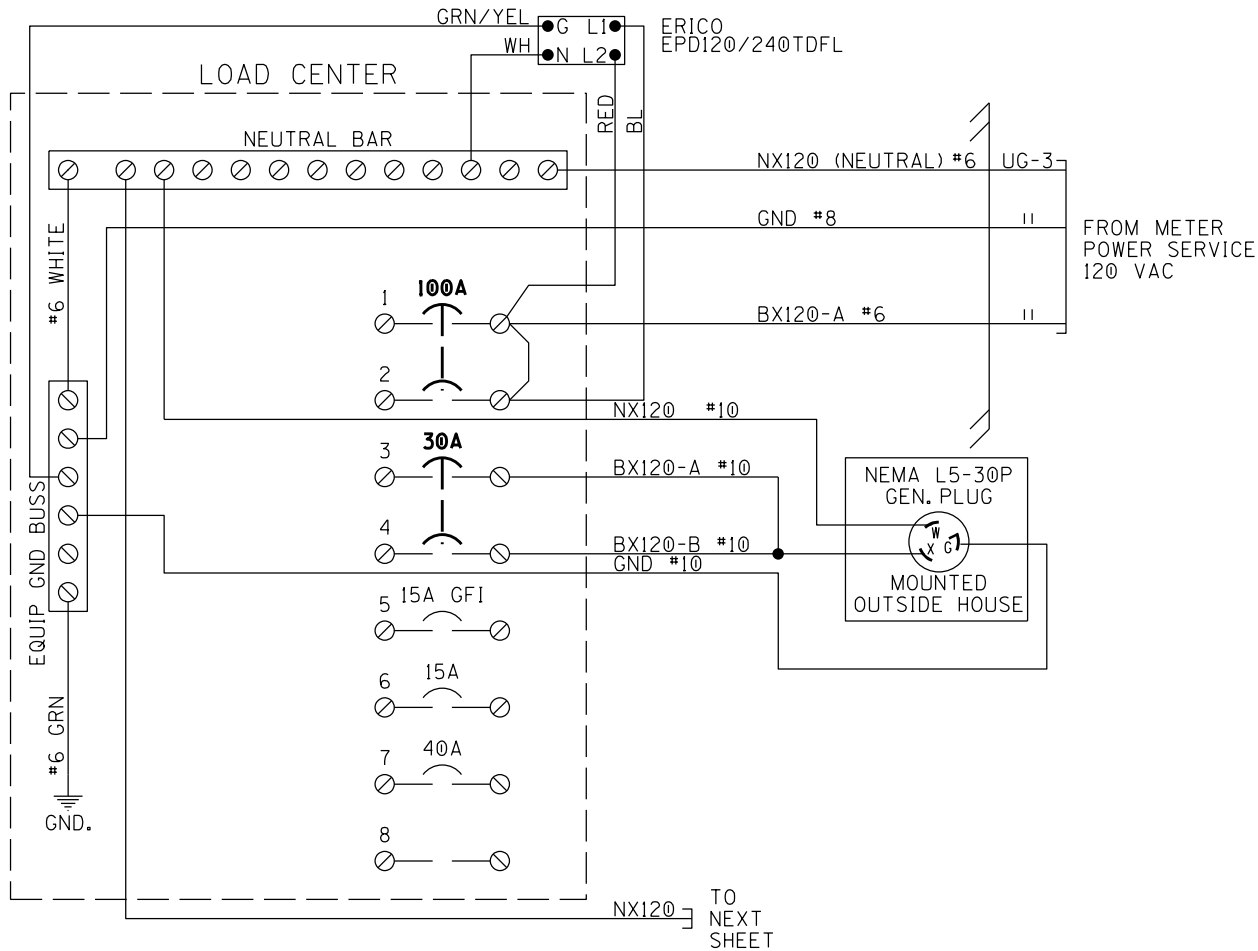 GRN/YEL
G L1
WH
N L2
ERICO
EPD120/240TDFL
LOAD CENTER
RED
BL
NEUTRAL BAR
NX120 (NEUTRAL) #6 UG-3
#6 WHITE
GND #8 "
FROM METER
POWER SERVICE
120 VAC
1 100A
BX120-A #6 "
2
NX120 #10
3 30A
BX120-A #10
NEMA L5-30P
GEN. PLUG
W
X G
MOUNTED
OUTSIDE HOUSE
4
BX120-B #10
GND #10
EQUIP GND BUSS
5 15A GFI
6 15A
#6 GRN
7 40A
GND.
8
NX120
TO
NEXT
SHEET